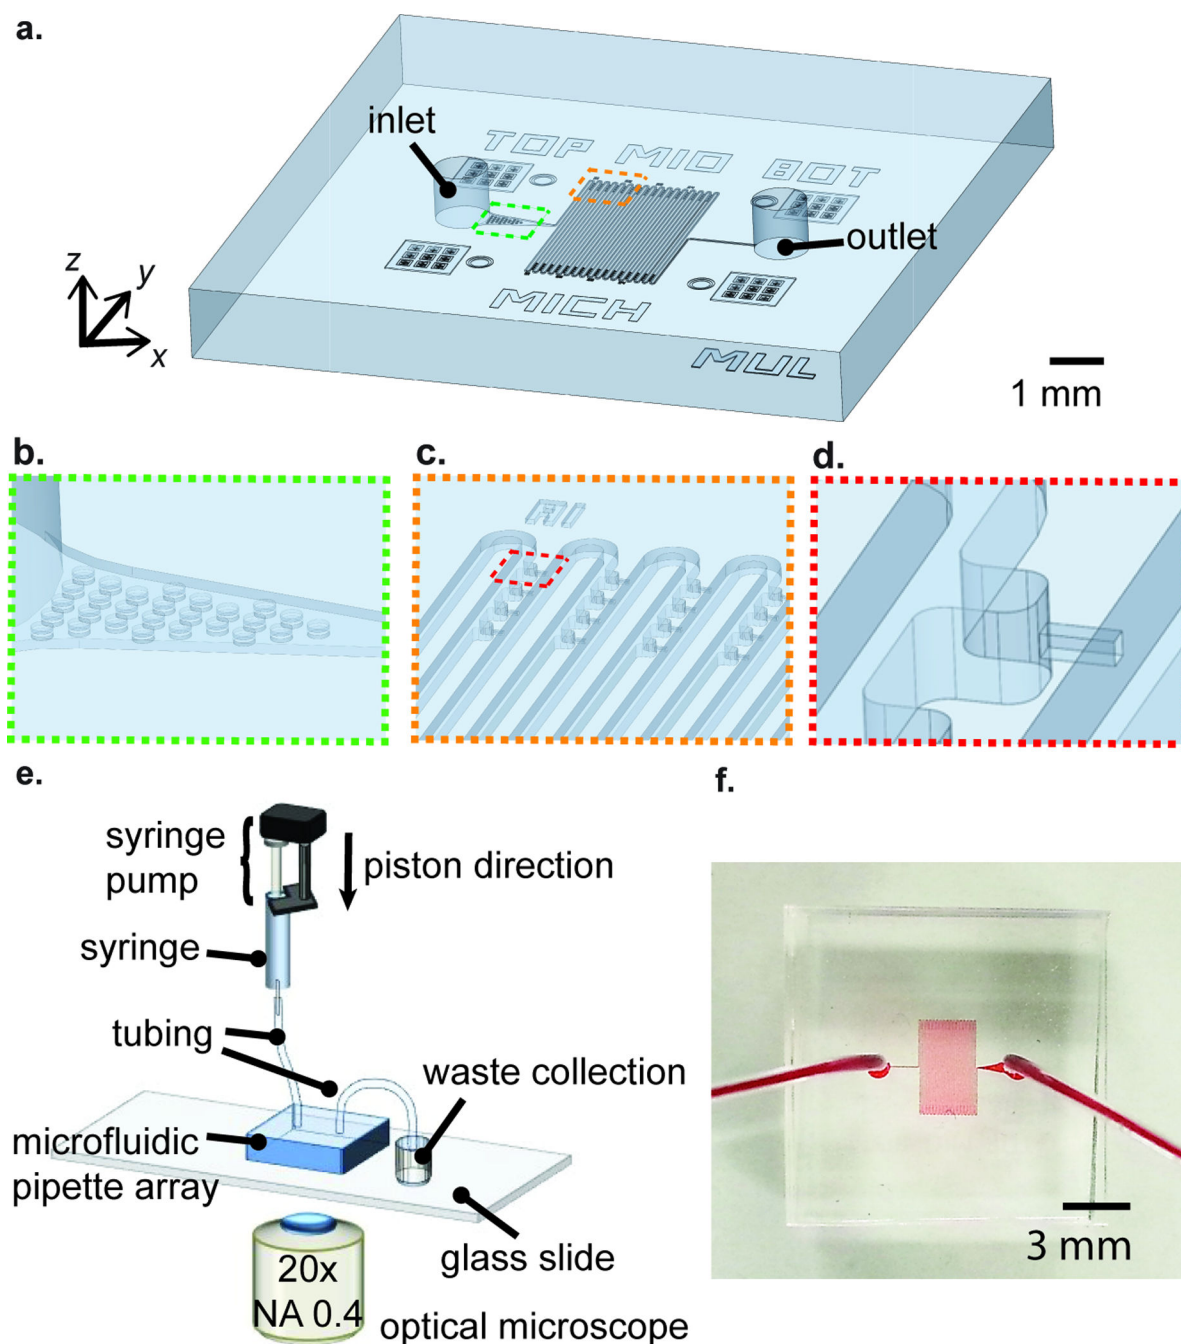 a.
inlet
TOP MID BOT
outlet
MICH
MUL
z
y
x
1 mm
b.
c.
d.
A1
e.
f.
syringe
pump
piston direction
syringe
tubing
waste collection
microfluidic
pipette array
glass slide
20x
NA 0.4
optical microscope
3 mm